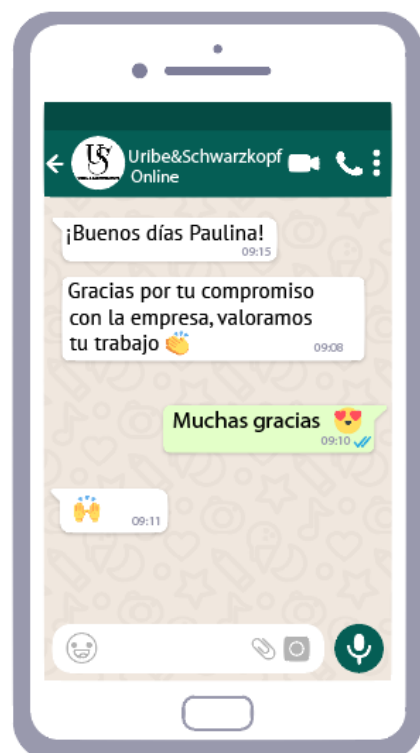 US
Uribe&Schwarzkopf
Online
¡Buenos días Paulina!
09:15
Gracias por tu compromiso
con la empresa, valoramos
tu trabajo 👏
09:08
Muchas gracias 😍
09:10
🙌
09:11